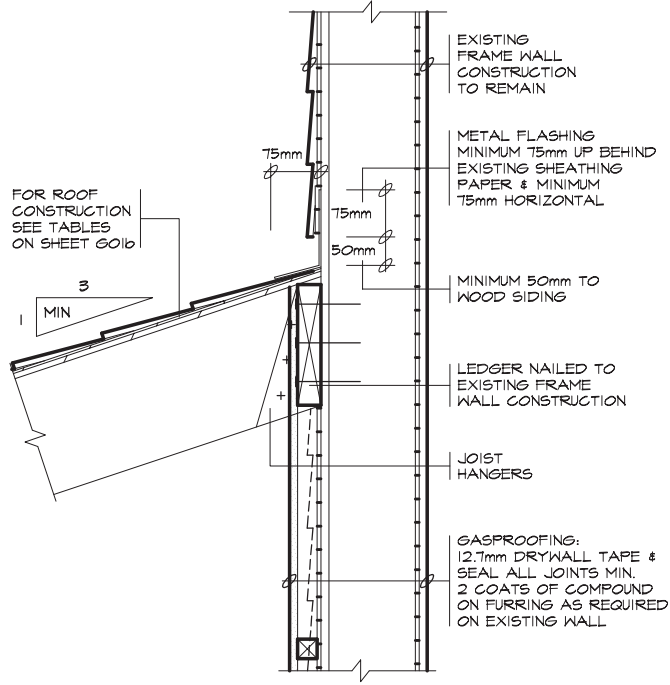 EXISTING
FRAME WALL
CONSTRUCTION
TO REMAIN
METAL FLASHING
MINIMUM 75mm UP BEHIND
EXISTING SHEATHING
PAPER & MINIMUM
75mm HORIZONTAL
75mm
FOR ROOF
CONSTRUCTION
SEE TABLES
ON SHEET G01b
75mm
50mm
3
1
MIN
MINIMUM 50mm TO
WOOD SIDING
LEDGER NAILED TO
EXISTING FRAME
WALL CONSTRUCTION
JOIST
HANGERS
GASPROOFING:
12.7mm DRYWALL TAPE &
SEAL ALL JOINTS MIN.
2 COATS OF COMPOUND
ON FURRING AS REQUIRED
ON EXISTING WALL